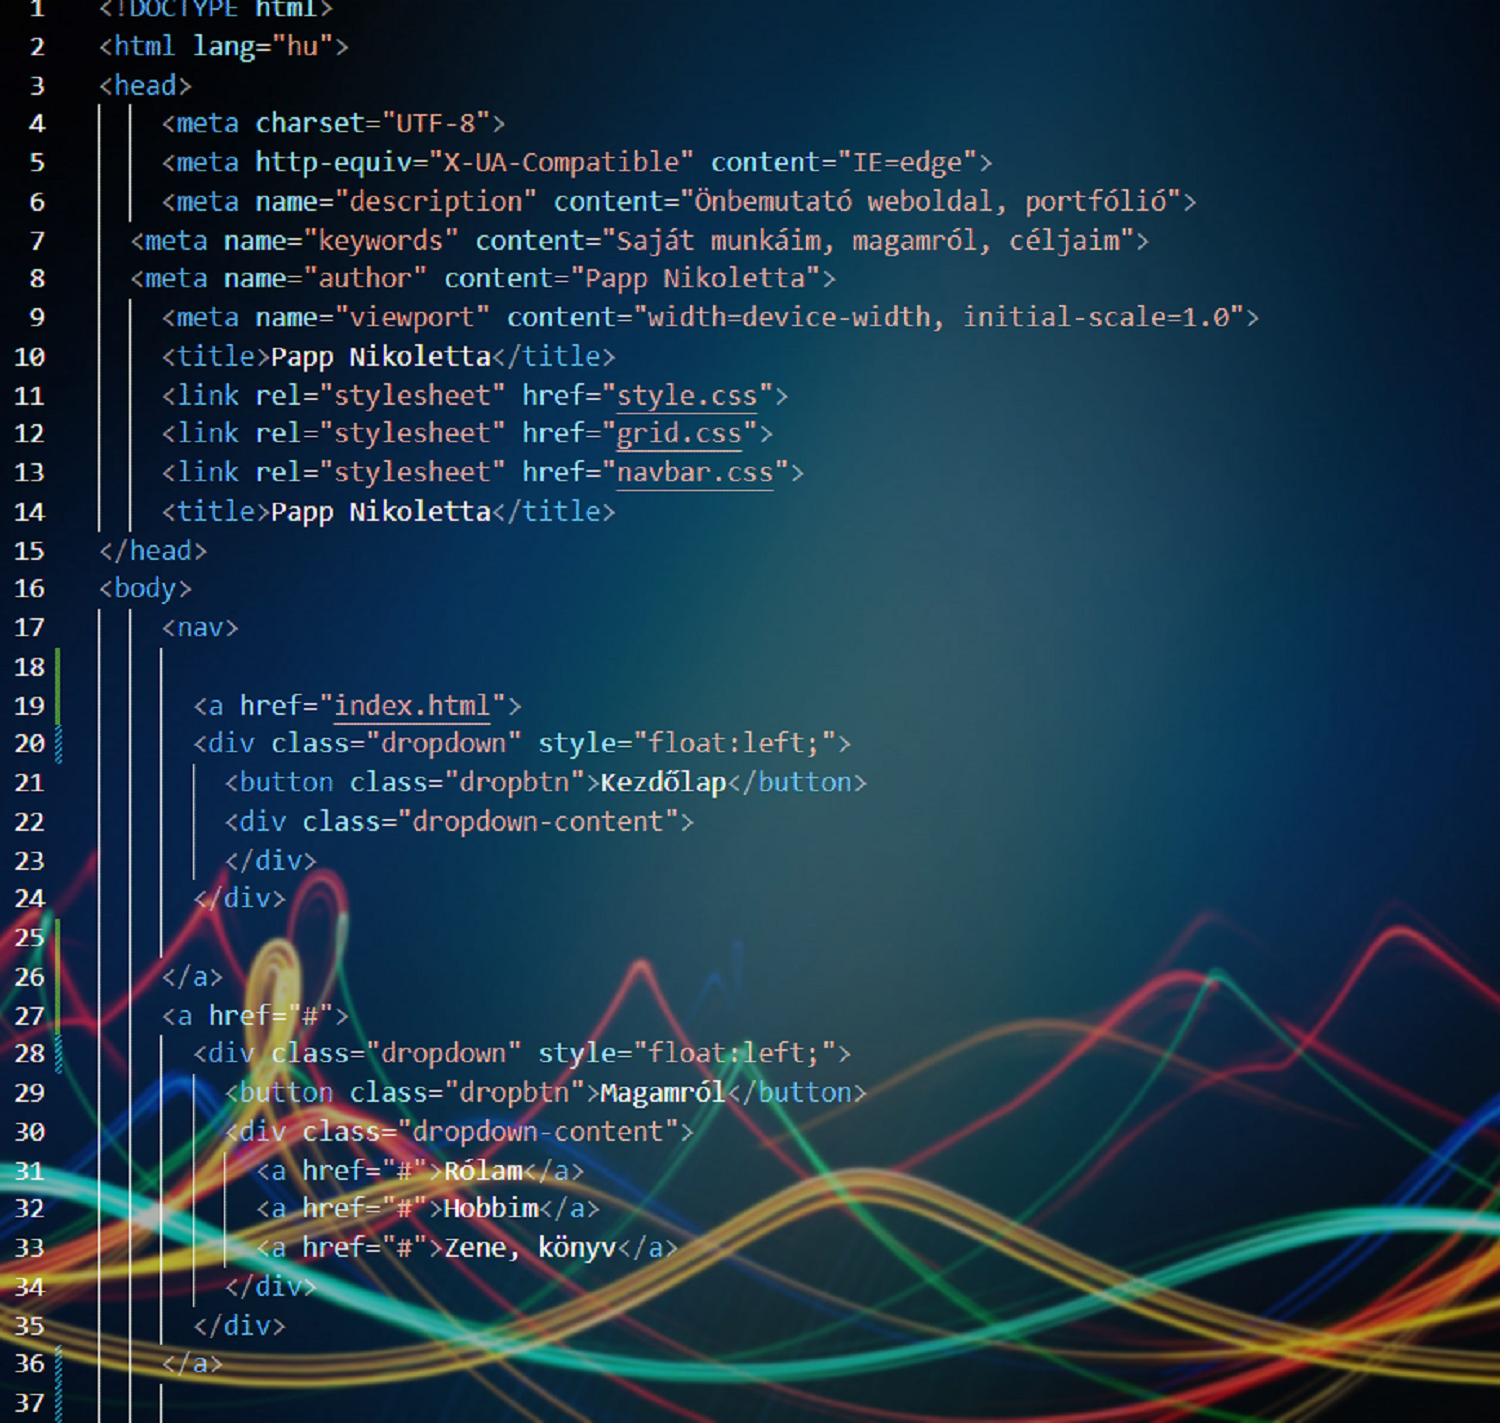 1 <!DOCTYPE html>
2 <html lang="hu">
3 <head>
4 <meta charset="UTF-8">
5 <meta http-equiv="X-UA-Compatible" content="IE=edge">
6 <meta name="description" content="Önbemutató weboldal, portfólió">
7 <meta name="keywords" content="Saját munkáim, magamról, céljaim">
8 <meta name="author" content="Papp Nikoletta">
9 <meta name="viewport" content="width=device-width, initial-scale=1.0">
10 <title>Papp Nikoletta</title>
11 <link rel="stylesheet" href="style.css">
12 <link rel="stylesheet" href="grid.css">
13 <link rel="stylesheet" href="navbar.css">
14 <title>Papp Nikoletta</title>
15 </head>
16 <body>
17 <nav>
18
19 <a href="index.html">
20 <div class="dropdown" style="float:left;">
21 <button class="dropbtn">Kezdőlap</button>
22 <div class="dropdown-content">
23 </div>
24 </div>
25
26 </a>
27 <a href="#">
28 <div class="dropdown" style="float:left;">
29 <button class="dropbtn">Magamról</button>
30 <div class="dropdown-content">
31 <a href="#">Rólam</a>
32 <a href="#">Hobbim</a>
33 <a href="#">Zene, könyv</a>
34 </div>
35 </div>
36 </a>
37